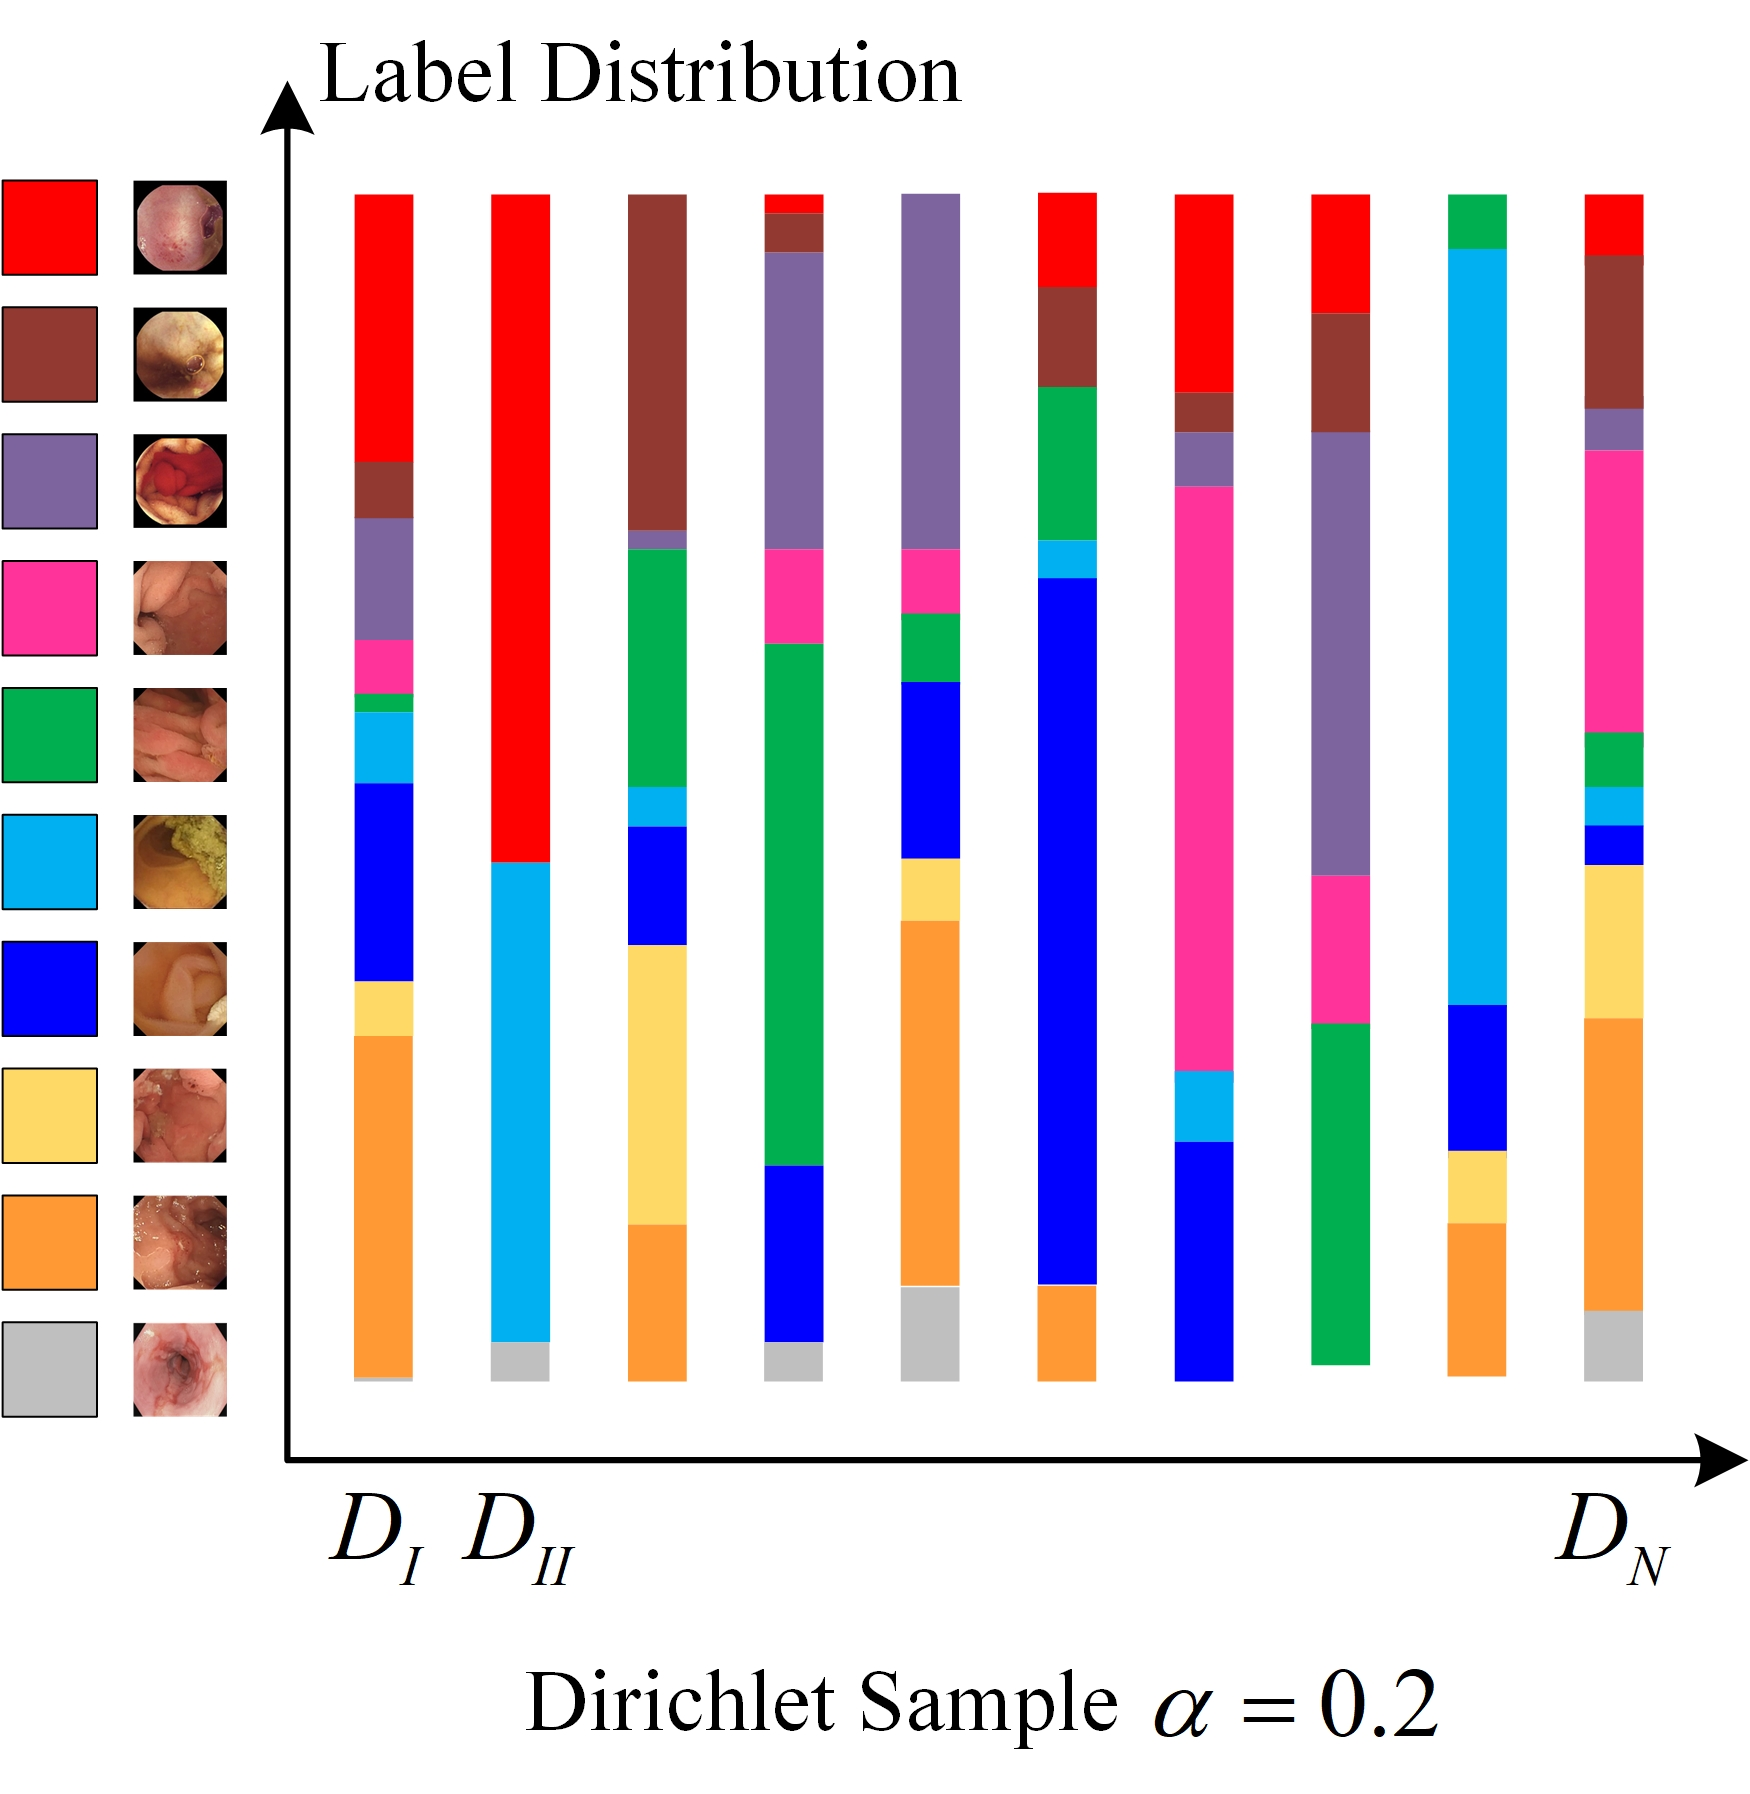 Label Distribution
D_I D_II D_N
Dirichlet Sample α = 0.2